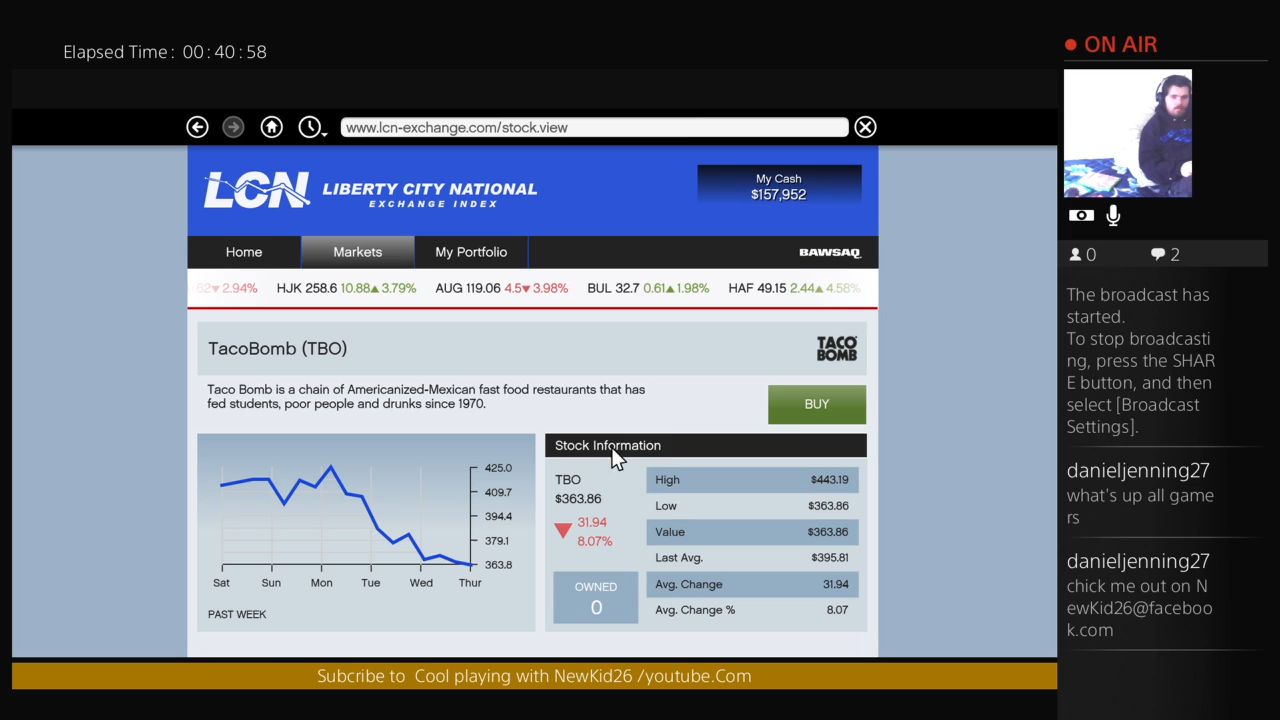 Elapsed Time : 00 : 40 : 58
ON AIR
www.lcn-exchange.com/stock.view
LCN LIBERTY CITY NATIONAL
EXCHANGE INDEX
My Cash
$157,952
Home Markets My Portfolio BAWSAQ
2.94% HJK 258.6 10.88▲3.79% AUG 119.06 4.5▼3.98% BUL 32.7 0.61▲1.98% HAF 49.15 2.44▲4.58%
TacoBomb (TBO)
TACO
BOMB
Taco Bomb is a chain of Americanized-Mexican fast food restaurants that has
fed students, poor people and drunks since 1970.
BUY
425.0
409.7
394.4
379.1
363.8
Sat Sun Mon Tue Wed Thur
PAST WEEK
Stock Information
TBO
$363.86
31.94
8.07%
OWNED
0
High $443.19
Low $363.86
Value $363.86
Last Avg. $395.81
Avg. Change 31.94
Avg. Change % 8.07
0 2
The broadcast has
started.
To stop broadcasti
ng, press the SHAR
E button, and then
select [Broadcast
Settings].
danieljenning27
what's up all game
rs
danieljenning27
chick me out on N
ewKid26@faceboo
k.com
Subcribe to Cool playing with NewKid26 /youtube.Com